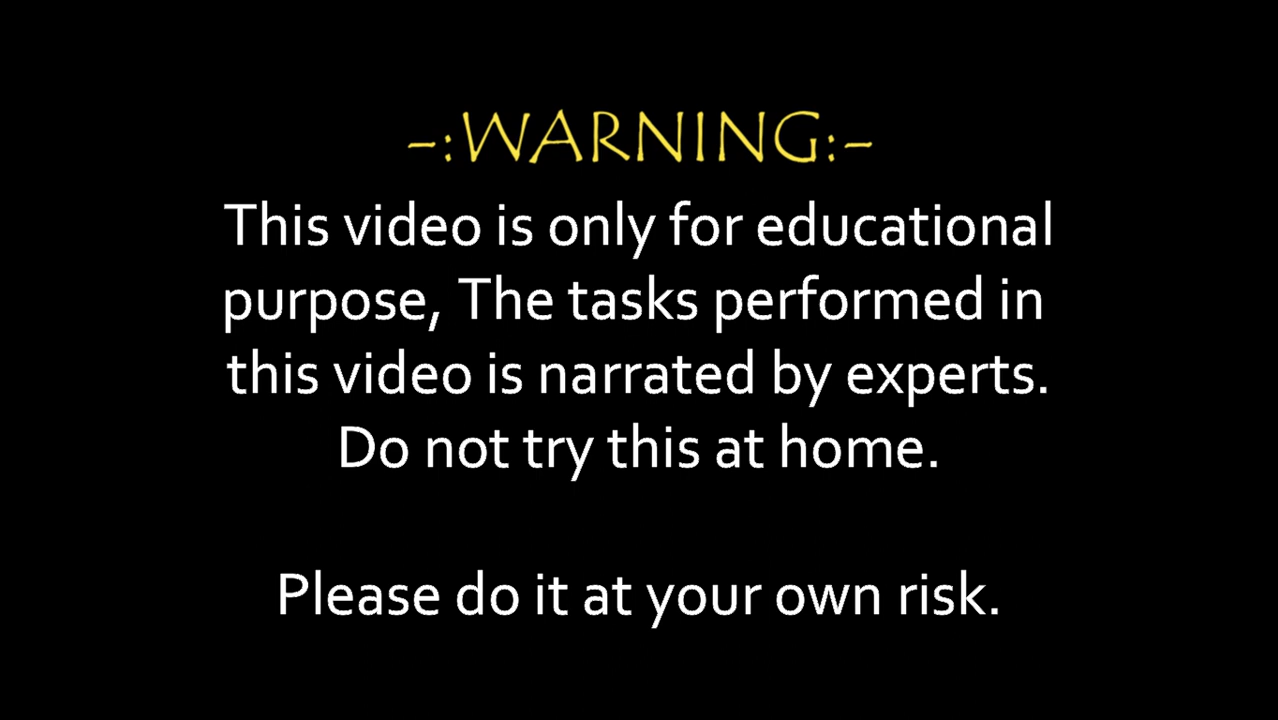 -:WARNING:-
This video is only for educational
purpose, The tasks performed in
this video is narrated by experts.
Do not try this at home.
Please do it at your own risk.